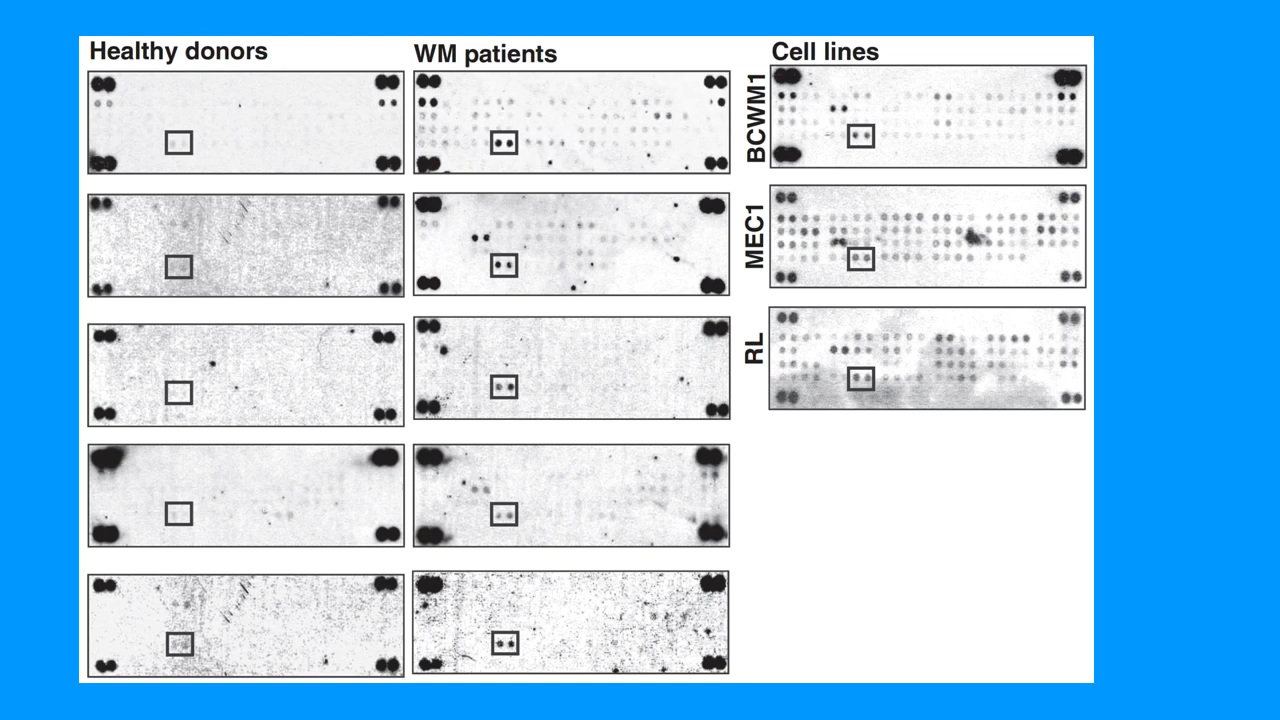 Healthy donors
WM patients
Cell lines
BCWM1
MEC1
RL